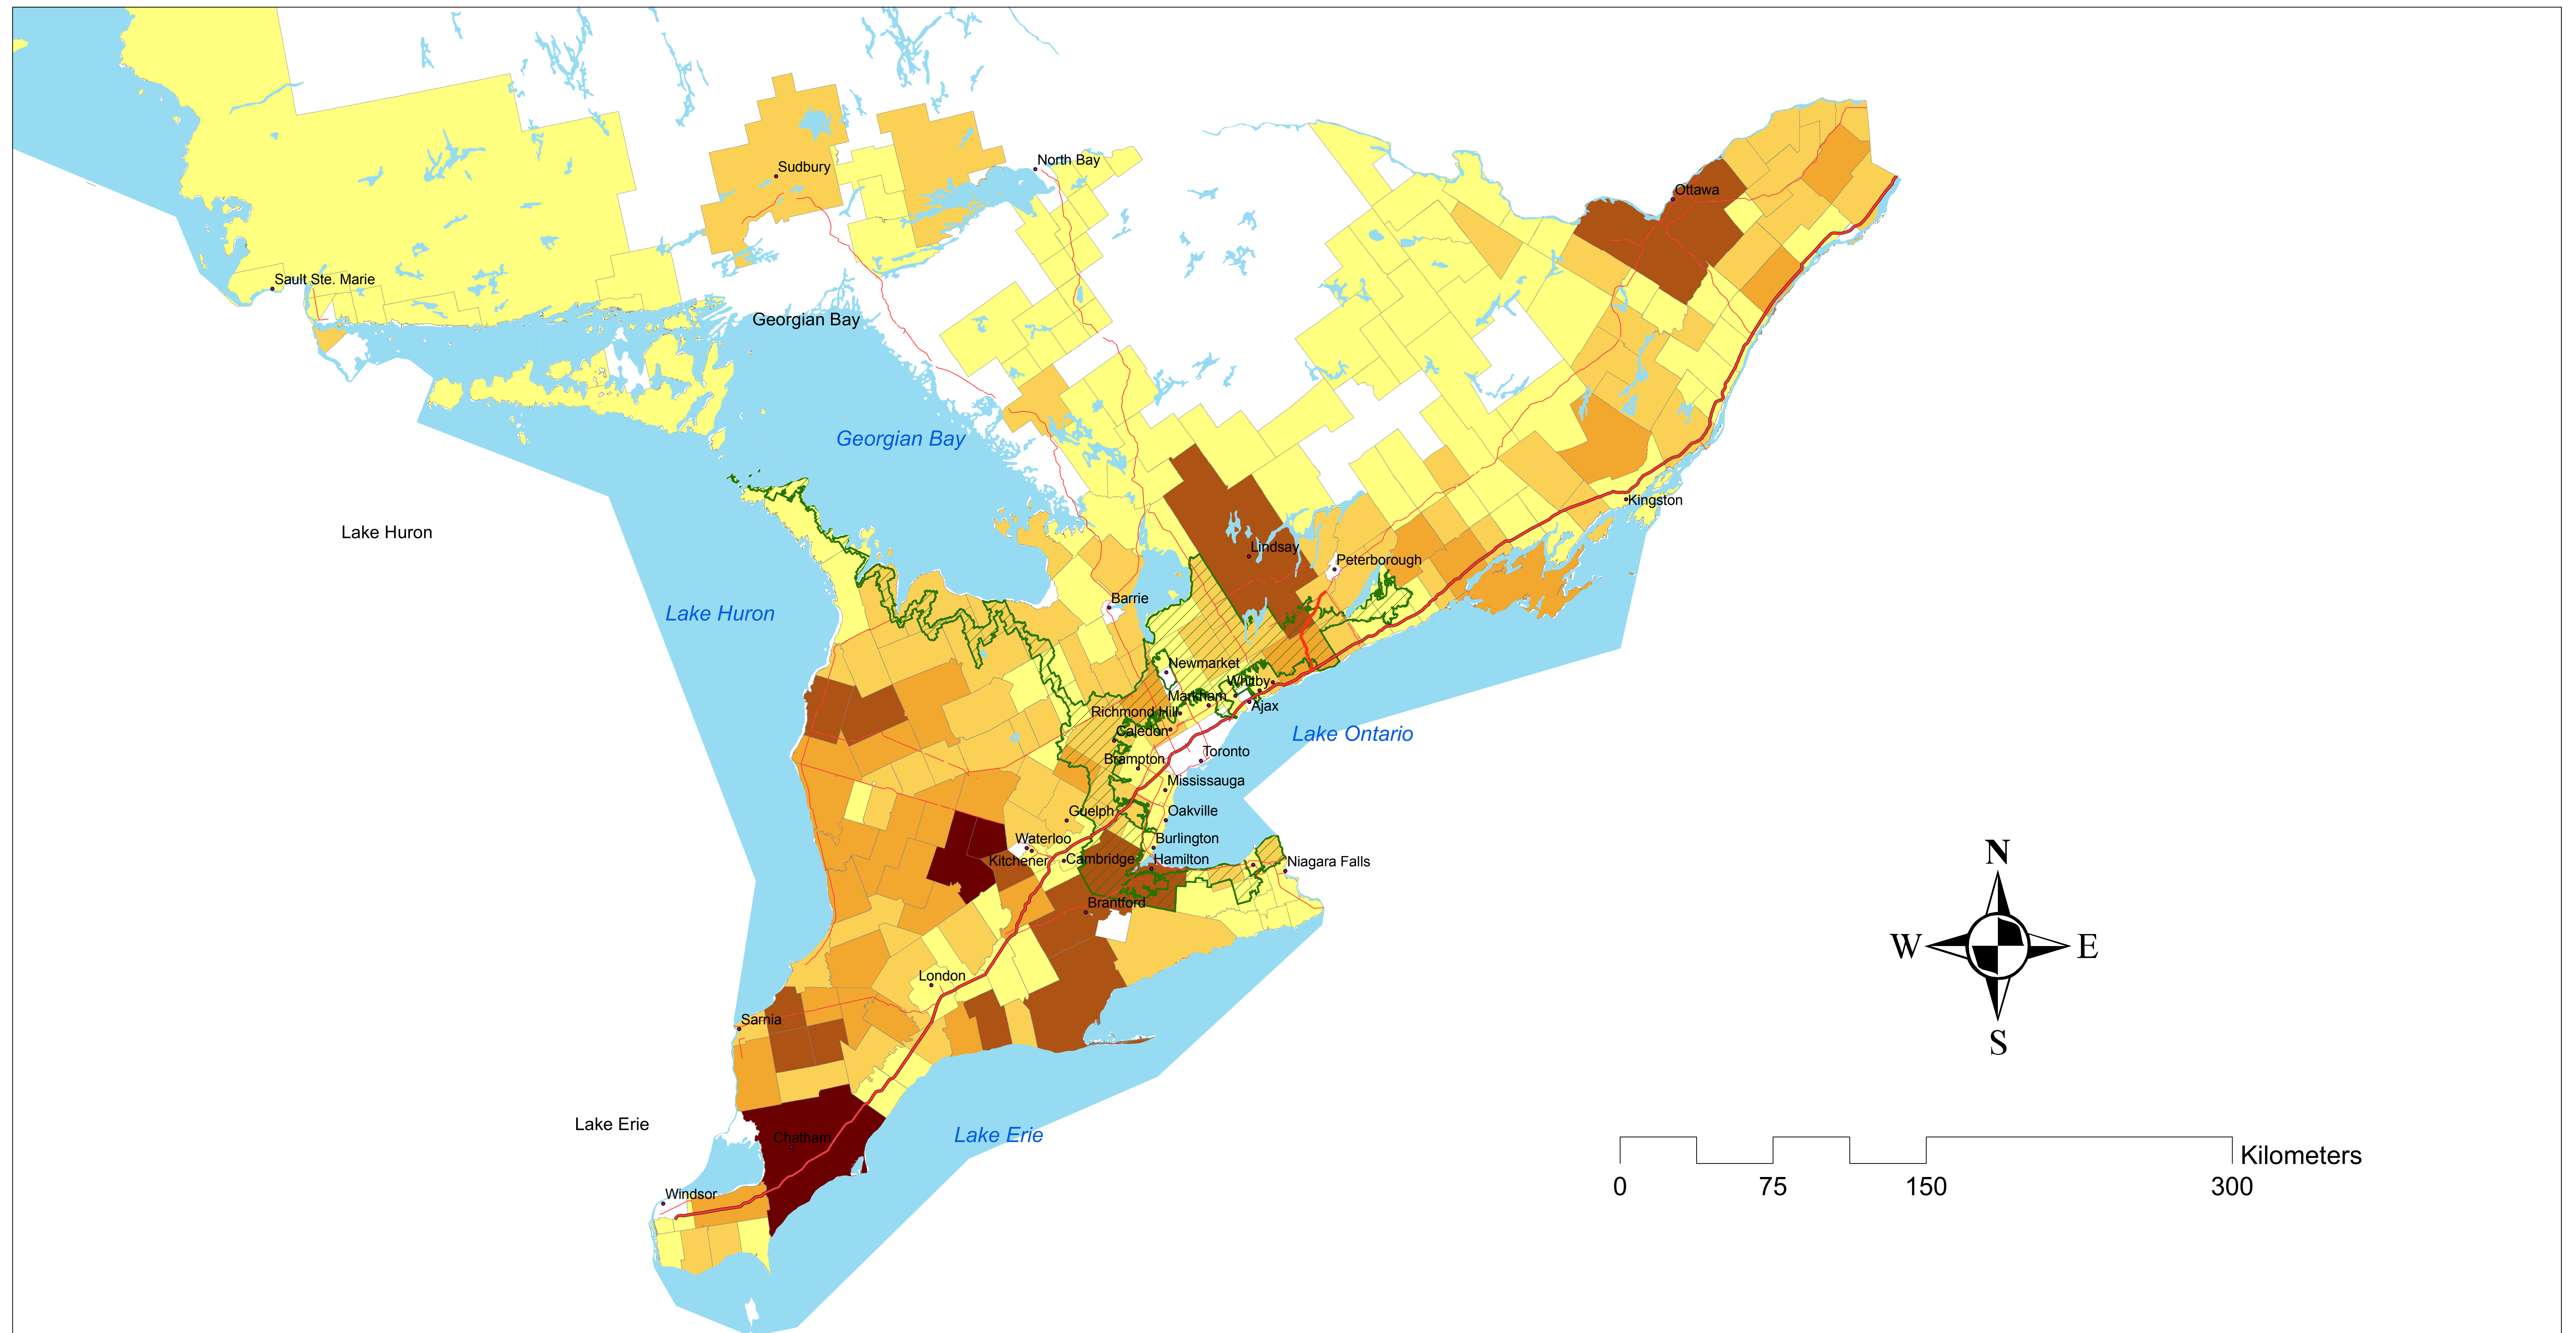 North Bay
Sudbury
Ottawa
Sault Ste. Marie
Georgian Bay
Georgian Bay
Kingston
Lake Huron
Lindsay
Peterborough
Barrie
Lake Huron
Newmarket
Whitby
Markham
Ajax
Richmond Hill
Caledon
Lake Ontario
Toronto
Brampton
Mississauga
Guelph
Oakville
Waterloo
Burlington
Kitchener
Cambridge
Hamilton
Niagara Falls
Brantford
London
Sarnia
Lake Erie
Lake Erie
Chatham
Windsor
N
W
E
S
Kilometers
0 75 150 300